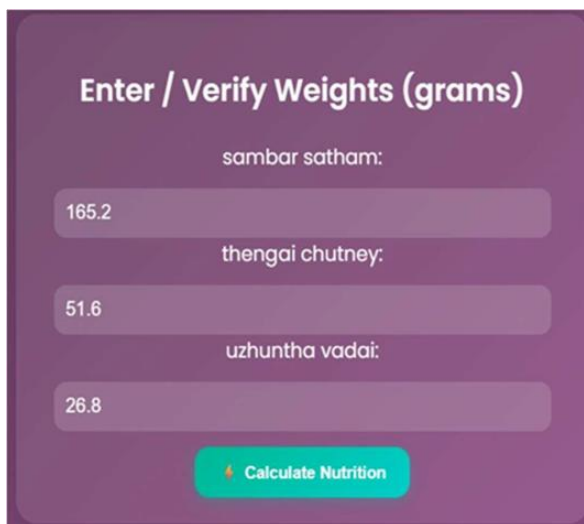 Enter / Verify Weights (grams)
sambar satham:
165.2
thengai chutney:
51.6
uzhuntha vadai:
26.8
⚡ Calculate Nutrition